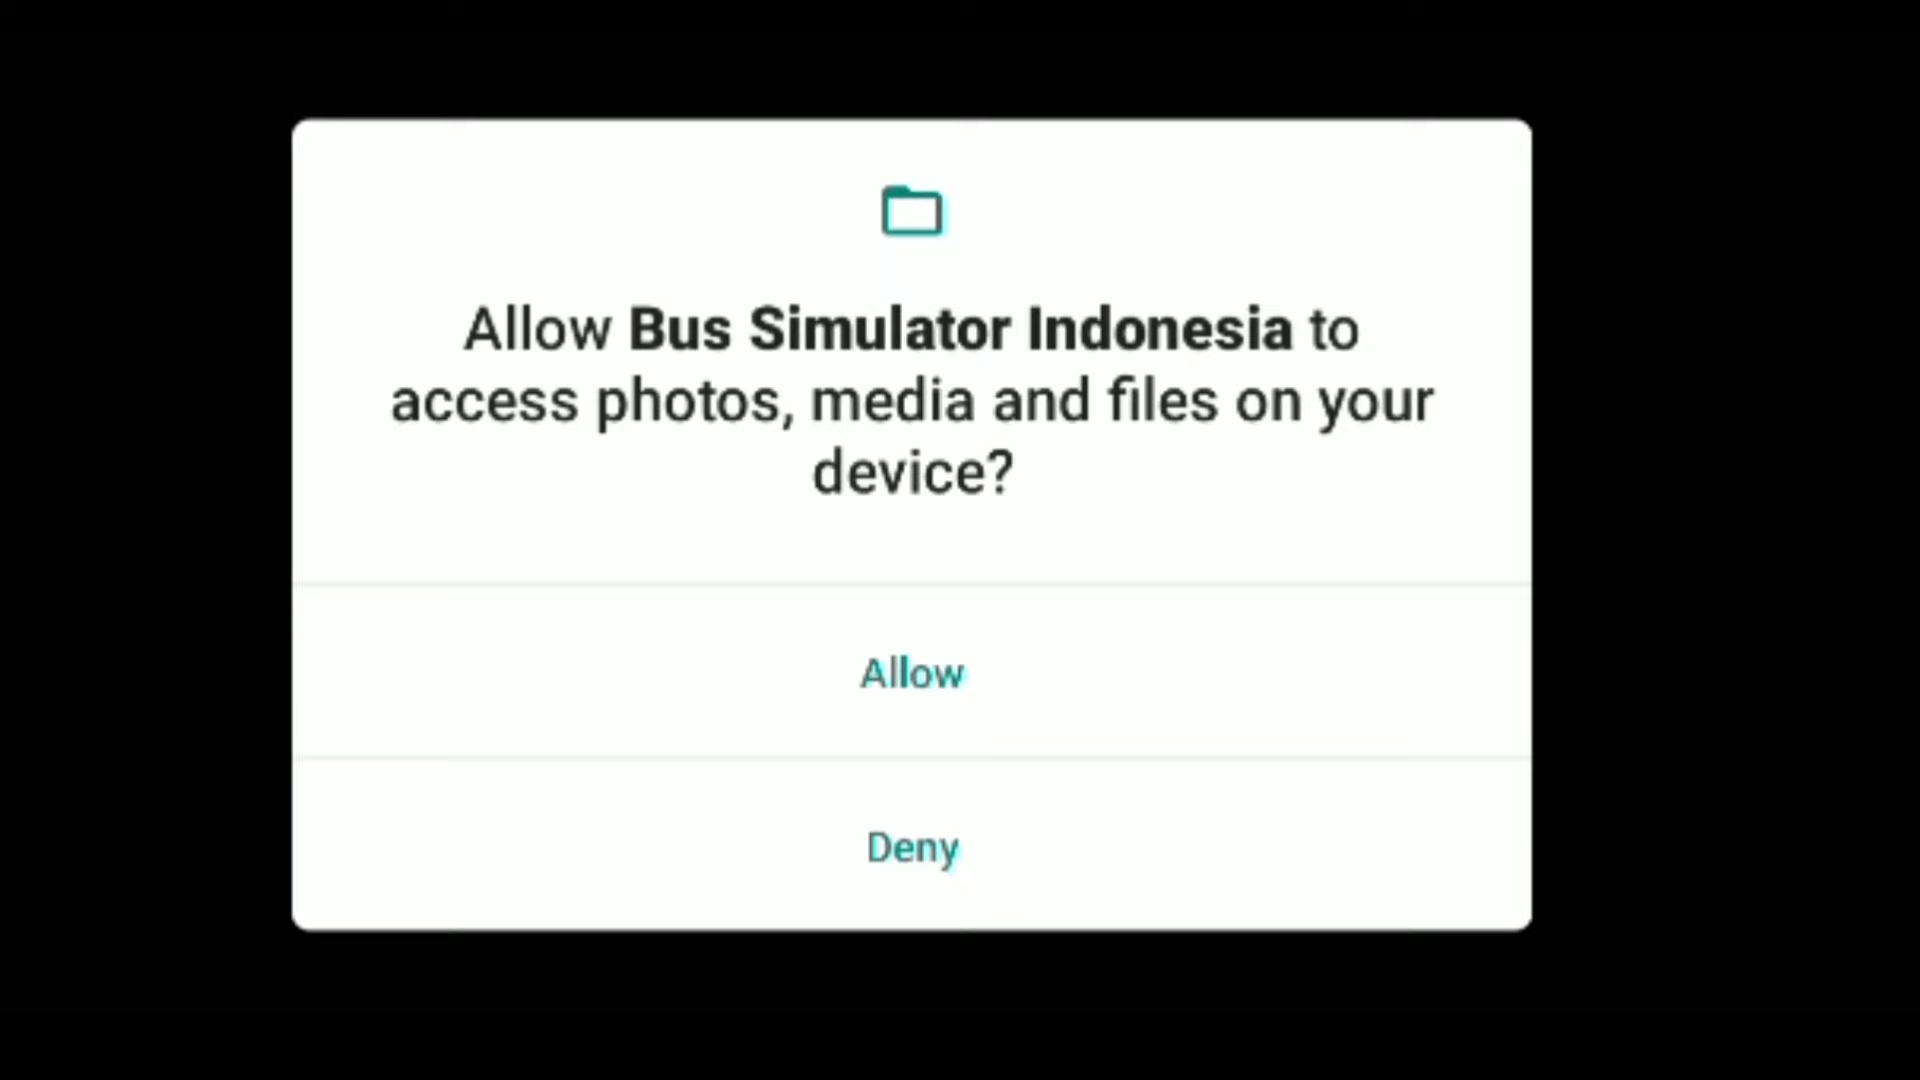 Allow Bus Simulator Indonesia to
access photos, media and files on your
device?
Allow
Deny